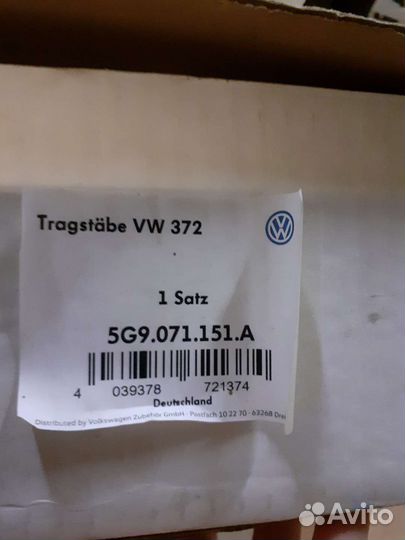 Tragstäbe VW 372
1 Satz
5G9.071.151.A
4 039378 721374
Deutschland
Distributed by Volkswagen Zubehör GmbH · Postfach 10 22 70 · 63268 Drei
Avito